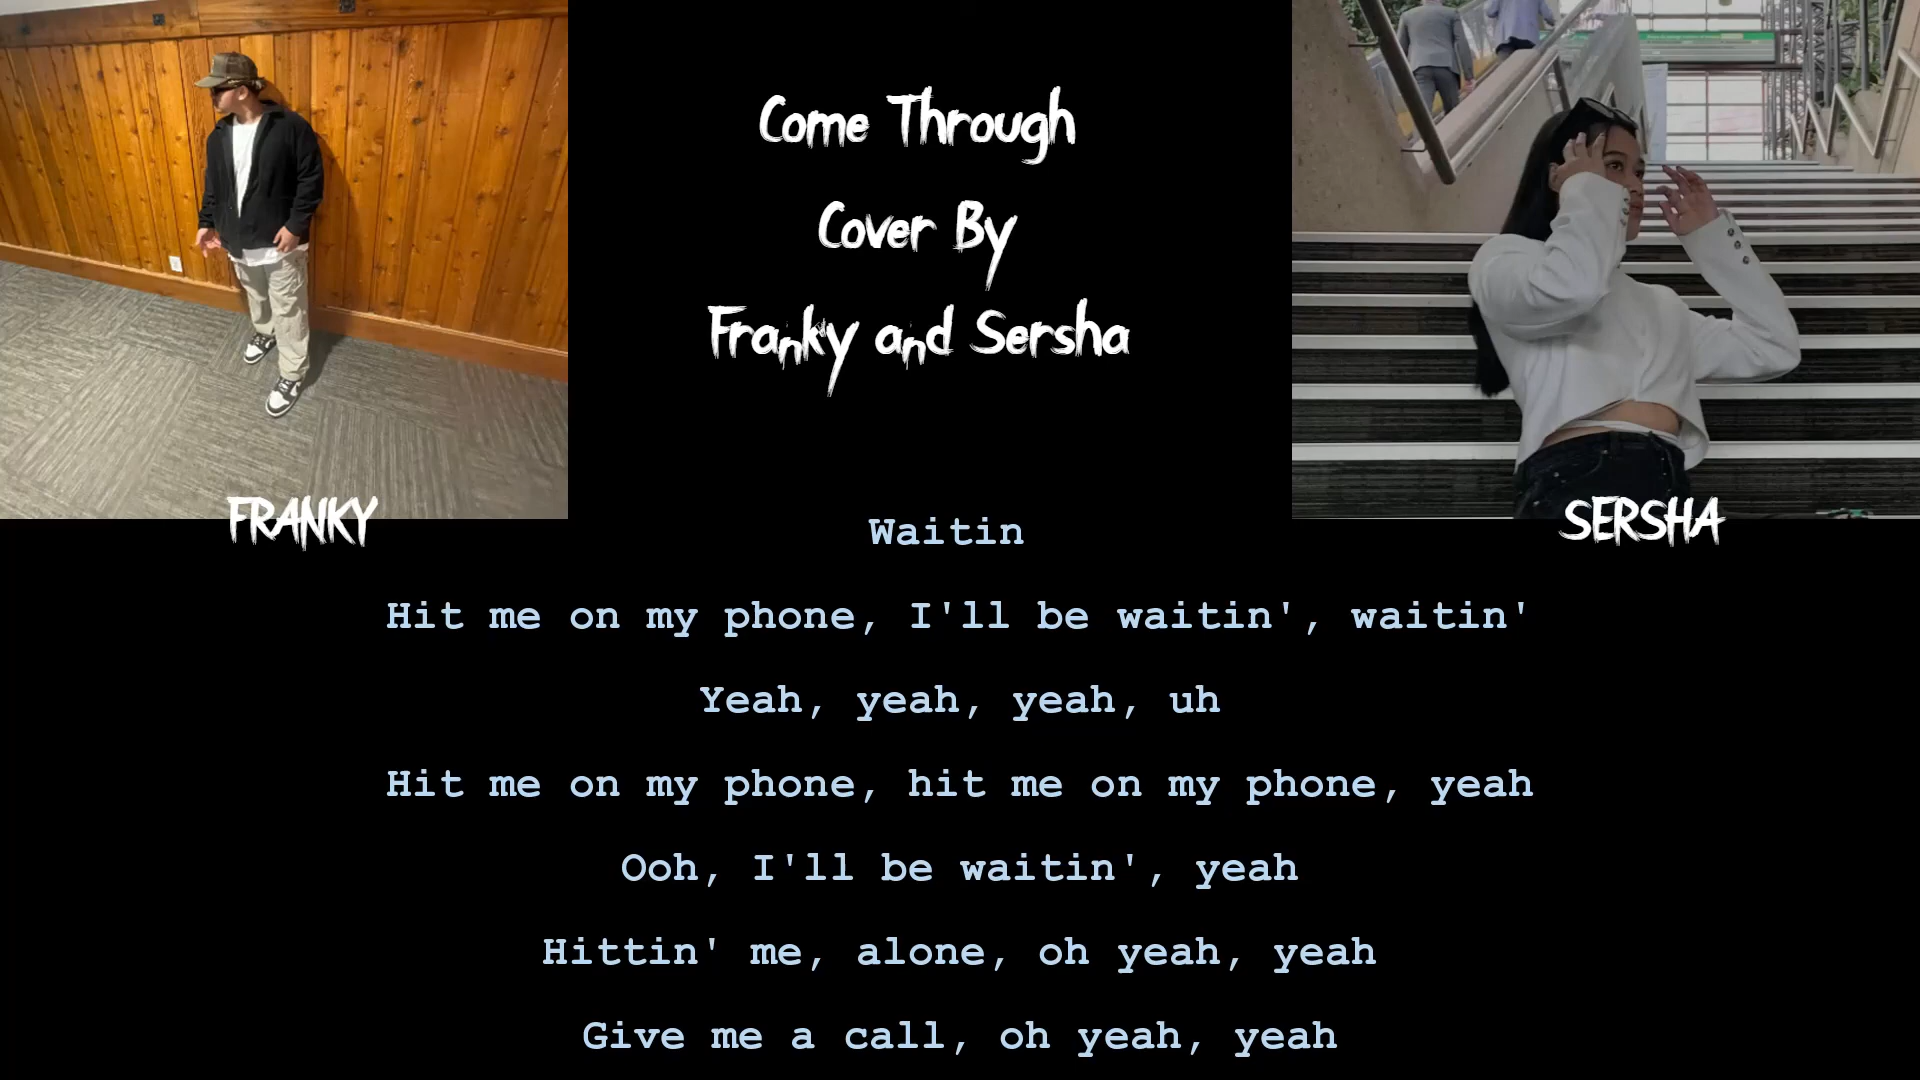 Come Through
Cover By
Franky and Sersha
FRANKY
SERSHA
Waitin
Hit me on my phone, I'll be waitin', waitin'
Yeah, yeah, yeah, uh
Hit me on my phone, hit me on my phone, yeah
Ooh, I'll be waitin', yeah
Hittin' me, alone, oh yeah, yeah
Give me a call, oh yeah, yeah